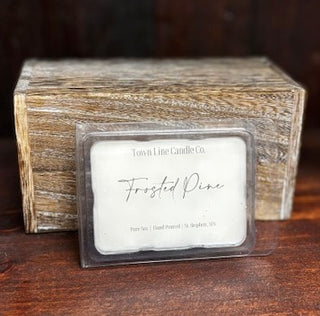 Town Line Candle Co.
Frosted Pine
Pure Soy | Hand Poured | St. Stephen, MN